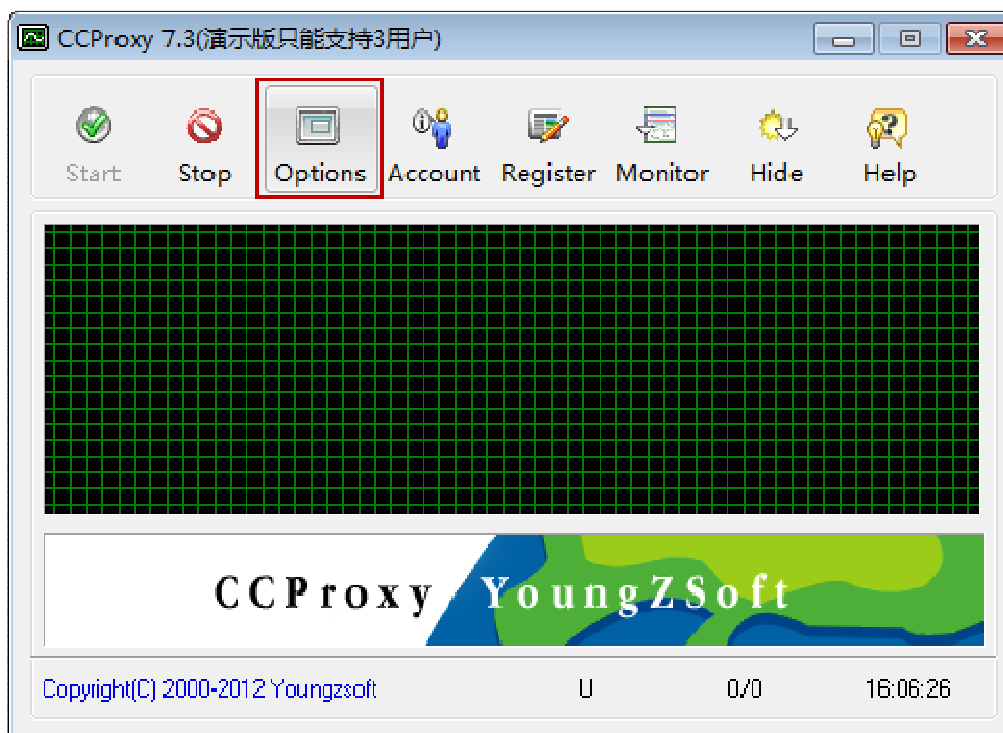 CCProxy 7.3(演示版只能支持3用户)
Start Stop Options Account Register Monitor Hide Help
CCProxy YoungZSoft
Copyright(C) 2000-2012 Youngzsoft U 0/0 16:06:26